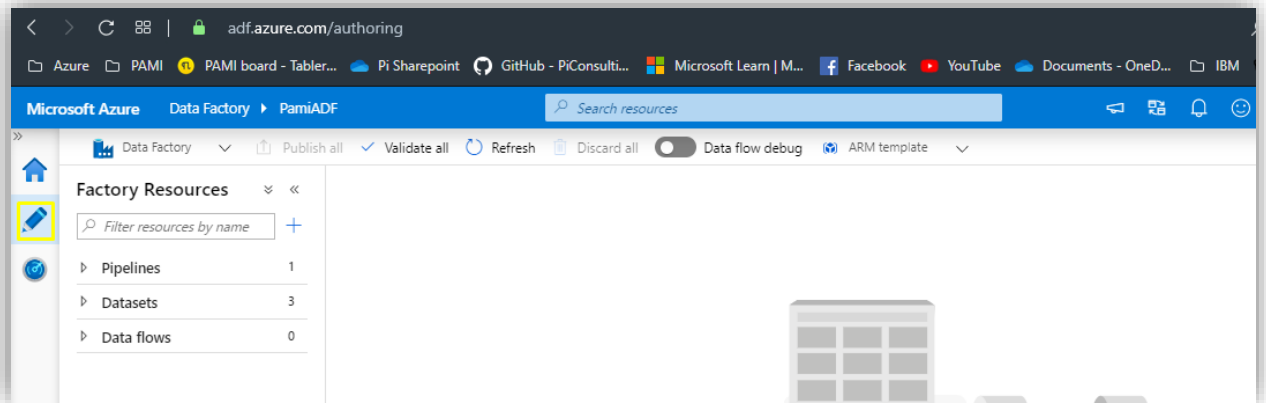 adf.azure.com/authoring
Azure PAMI PAMI board - Tabler... Pi Sharepoint GitHub - PiConsulti... Microsoft Learn | M... Facebook YouTube Documents - OneD... IBM
Microsoft Azure Data Factory PamiADF Search resources
Data Factory Publish all Validate all Refresh Discard all Data flow debug ARM template
Factory Resources
Filter resources by name
Pipelines 1
Datasets 3
Data flows 0